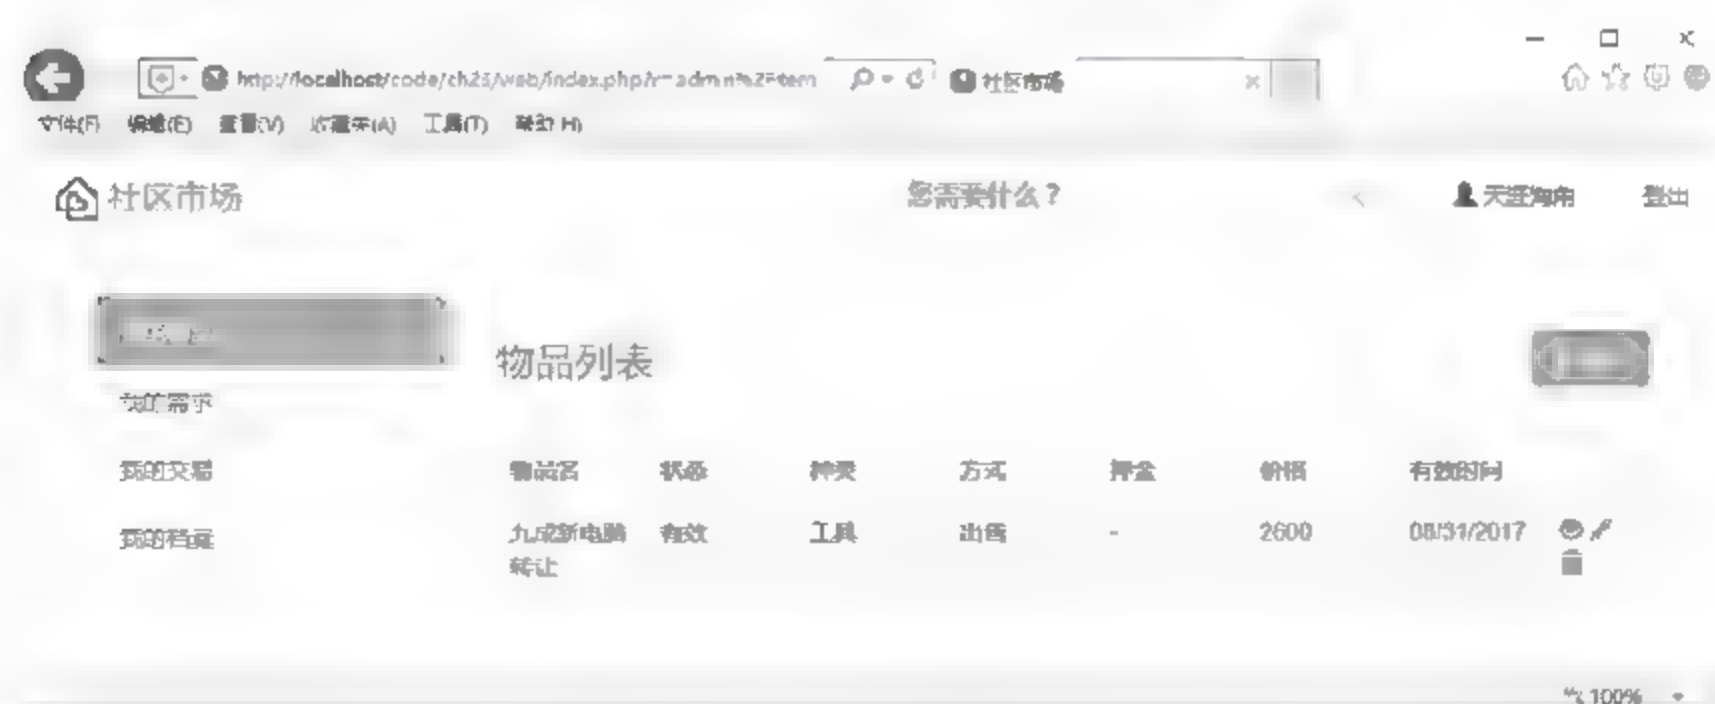 http://localhost/code/ch23/web/index.php?r=admin%2Fitem 社区市场
文件(F) 编辑(E) 查看(V) 收藏夹(A) 工具(T) 帮助(H)
社区市场 您需要什么？ 天涯海角 登出
物品列表
我的需求
我的交易
我的档案
物品名 状态 种类 方式 押金 价格 有效时间
九成新电脑转让 有效 工具 出售 - 2600 08/31/2017
100%